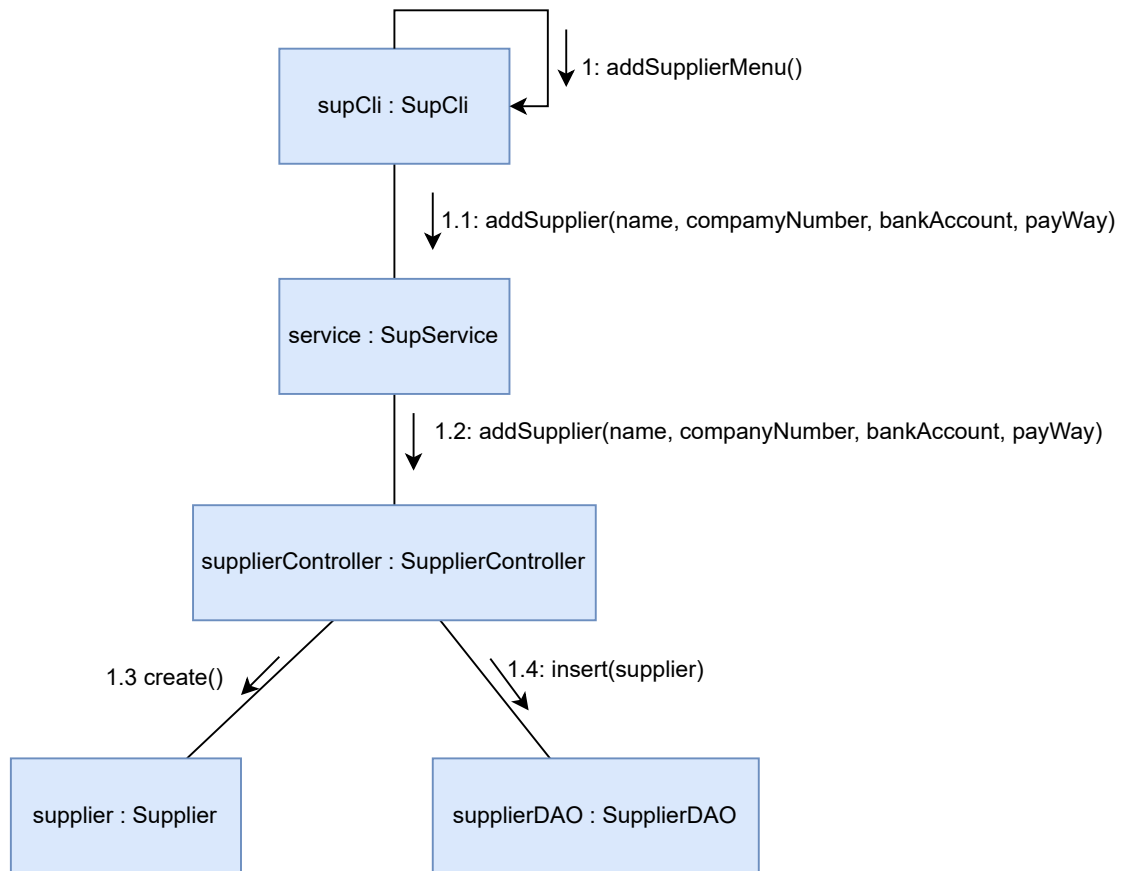 1: addSupplierMenu()
supCli : SupCli
1.1: addSupplier(name, compamyNumber, bankAccount, payWay)
service : SupService
1.2: addSupplier(name, companyNumber, bankAccount, payWay)
supplierController : SupplierController
1.3 create()
1.4: insert(supplier)
supplier : Supplier
supplierDAO : SupplierDAO